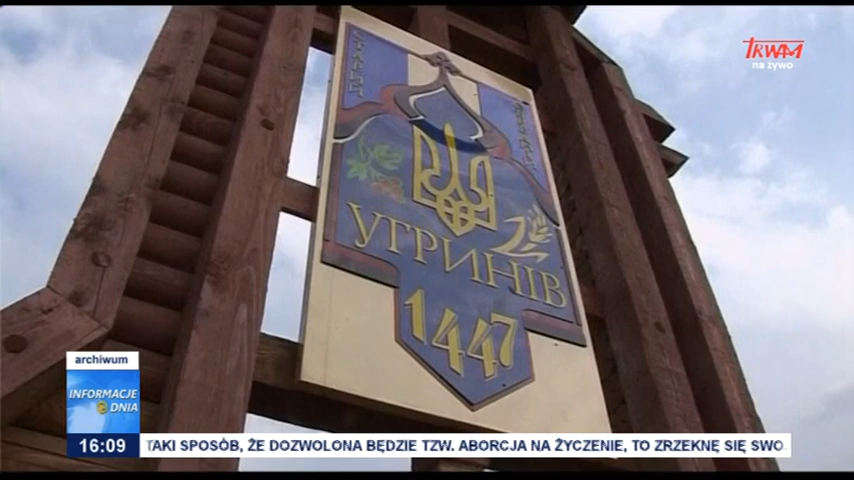 TRWAM
na żywo
СТАРИЙ
УГРИНІВ
1447
archiwum
INFORMACJE
DNIA
16:09
TAKI SPOSÓB, ŻE DOZWOLONA BĘDZIE TZW. ABORCJA NA ŻYCZENIE, TO ZRZEKNĘ SIĘ SWO